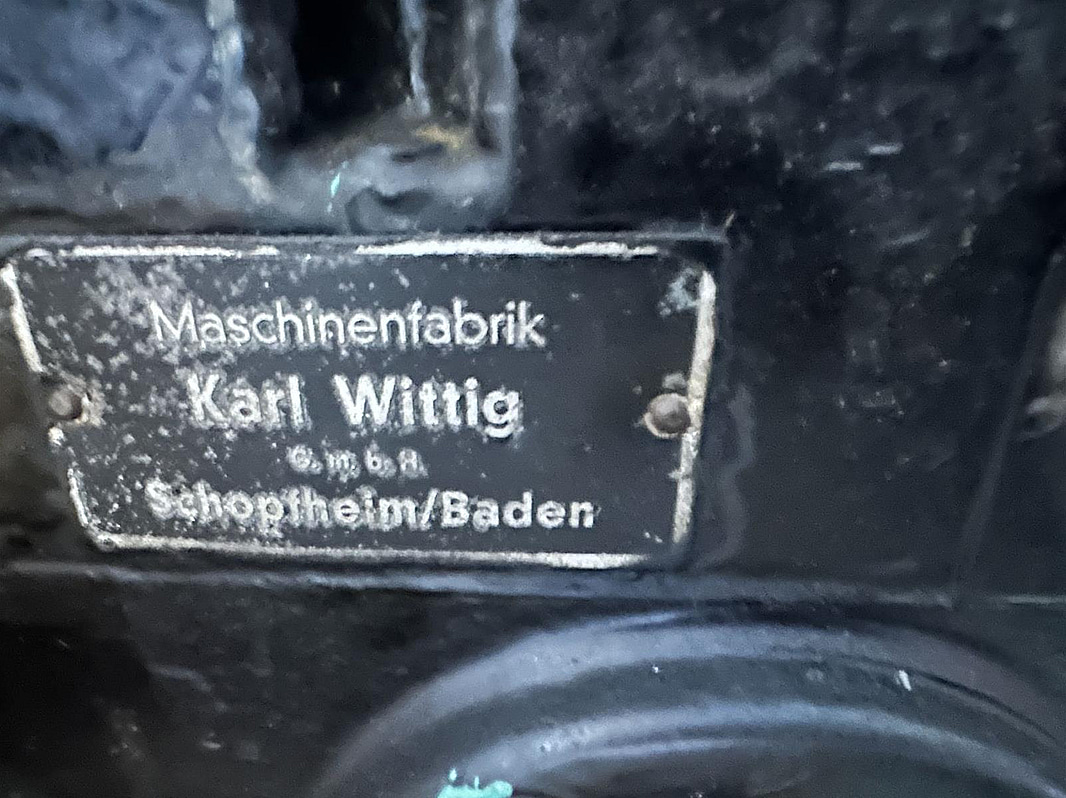 Maschinenfabrik
Karl Wittig
G.m.b.H.
Schopfheim/Baden